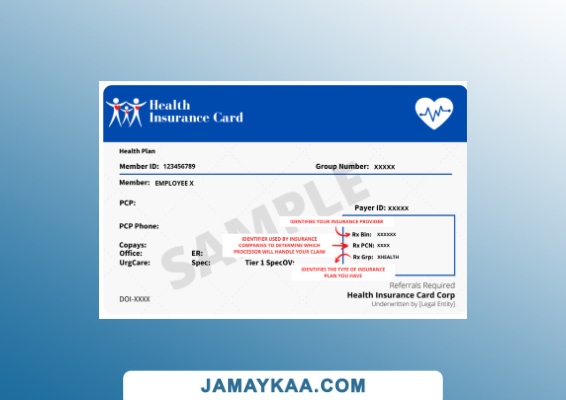 Health
Insurance Card
Health Plan
Member ID: 123456789 Group Number: XXXXX
Member: EMPLOYEE X
PCP: Payer ID: XXXXX
SAMPLE
IDENTIFIES YOUR INSURANCE PROVIDER
PCP Phone: Rx Bin: XXXXXX
IDENTIFIER USED BY INSURANCE
COMPANIES TO DETERMINE WHICH
PROCESSOR WILL HANDLE YOUR CLAIM
Copays: Rx PCN: XXXX
Office: ER: Rx Grp: XHEALTH
UrgCare: Spec: Tier 1 SpecOV:
IDENTIFIES THE TYPE OF INSURANCE
PLAN YOU HAVE
Referrals Required
DOI-XXXX Health Insurance Card Corp
Underwritten by [Legal Entity]
JAMAYKAA.COM